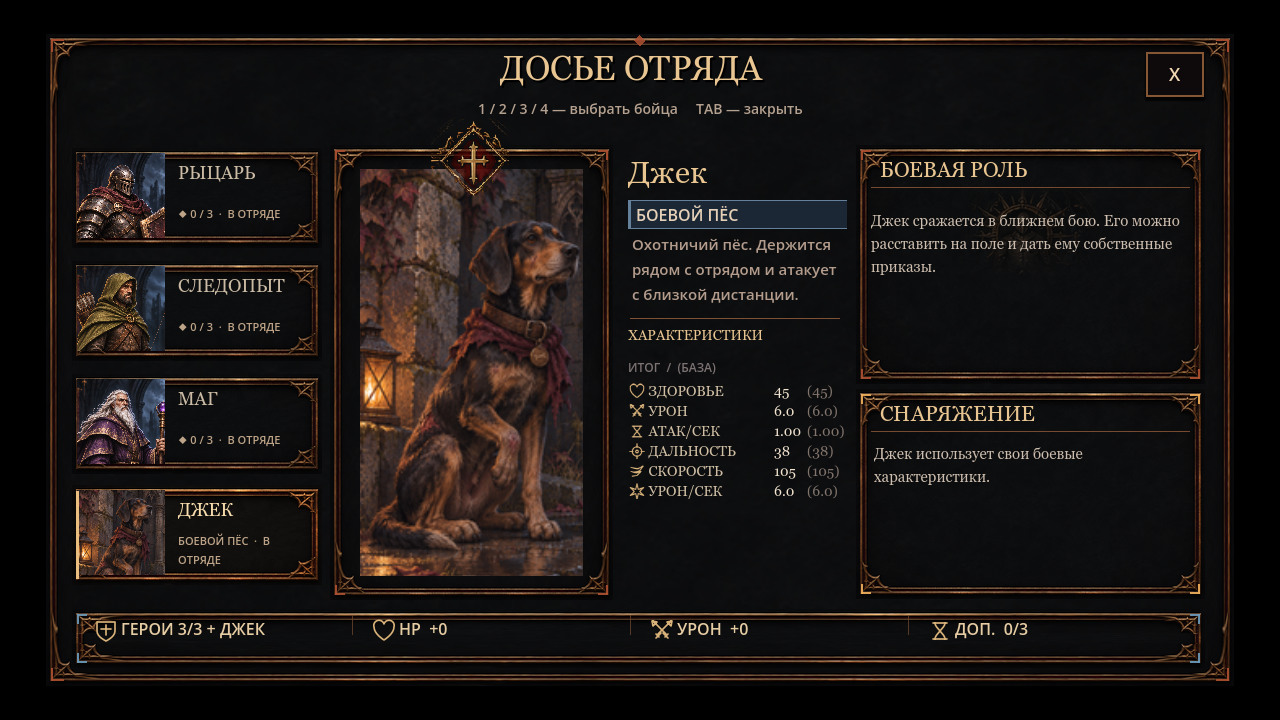 ДОСЬЕ ОТРЯДА
X
1 / 2 / 3 / 4 — выбрать бойца TAB — закрыть
РЫЦАРЬ
◆ 0 / 3 · В ОТРЯДЕ
СЛЕДОПЫТ
◆ 0 / 3 · В ОТРЯДЕ
МАГ
◆ 0 / 3 · В ОТРЯДЕ
ДЖЕК
БОЕВОЙ ПЁС · В
ОТРЯДЕ
Джек
БОЕВОЙ ПЁС
Охотничий пёс. Держится
рядом с отрядом и атакует
с близкой дистанции.
ХАРАКТЕРИСТИКИ
ИТОГ / (БАЗА)
ЗДОРОВЬЕ 45 (45)
УРОН 6.0 (6.0)
АТАК/СЕК 1.00 (1.00)
ДАЛЬНОСТЬ 38 (38)
СКОРОСТЬ 105 (105)
УРОН/СЕК 6.0 (6.0)
БОЕВАЯ РОЛЬ
Джек сражается в ближнем бою. Его можно
расставить на поле и дать ему собственные
приказы.
СНАРЯЖЕНИЕ
Джек использует свои боевые
характеристики.
ГЕРОИ 3/3 + ДЖЕК
HP +0
УРОН +0
ДОП. 0/3